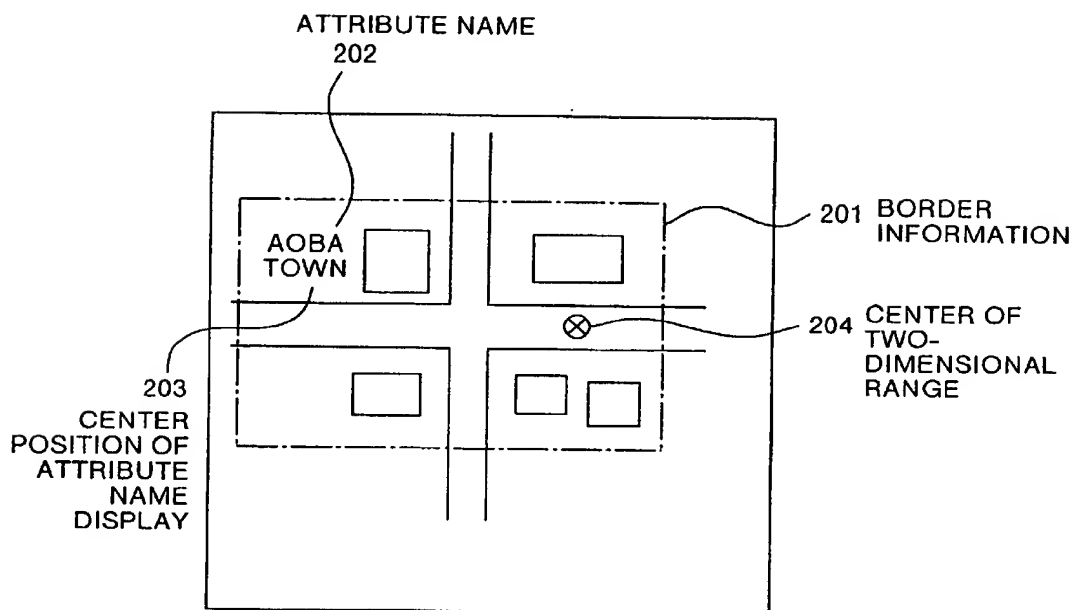 ATTRIBUTE NAME
202
AOBA
TOWN
201 BORDER
INFORMATION
204 CENTER OF
TWO-
DIMENSIONAL
RANGE
203
CENTER
POSITION OF
ATTRIBUTE
NAME
DISPLAY